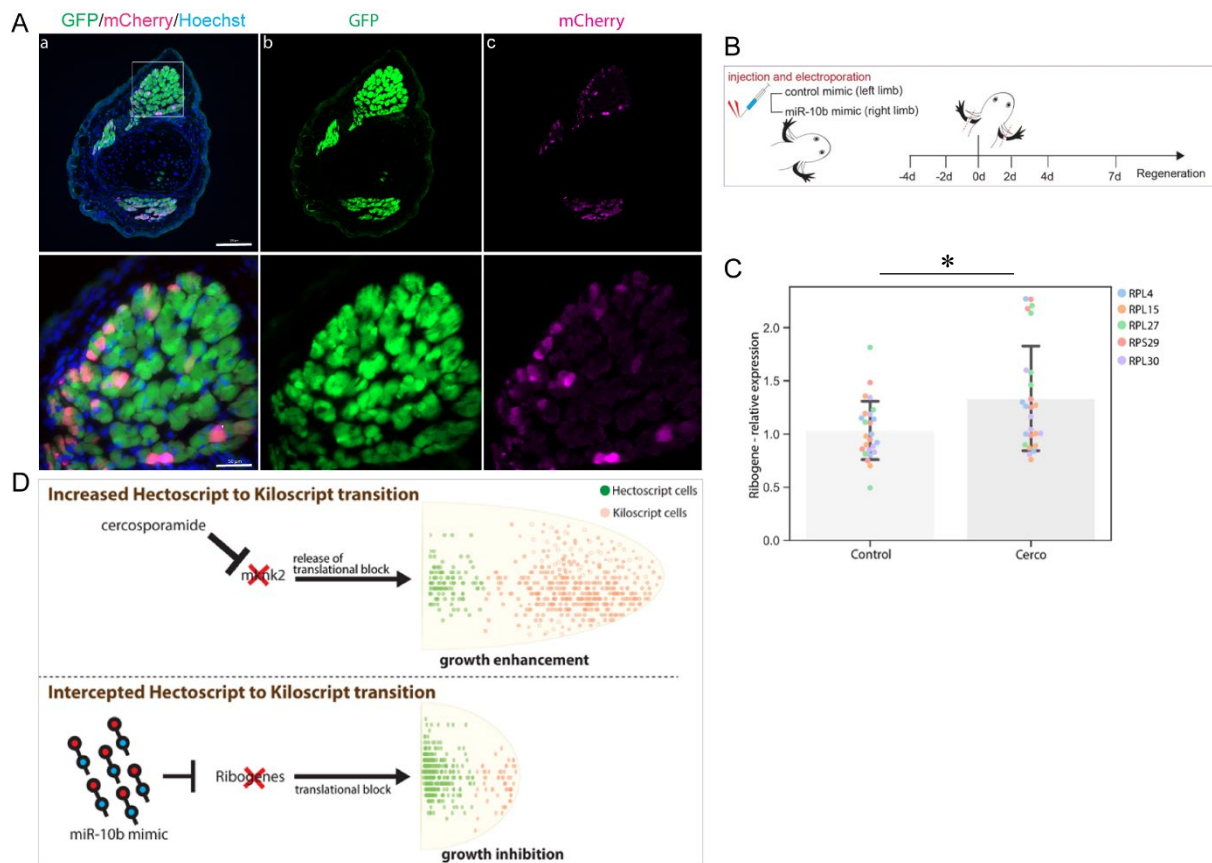 A
GFP/mCherry/Hoechst
GFP
mCherry
a
b
c
B
injection and electroporation
control mimic (left limb)
miR-10b mimic (right limb)
-4d
-2d
0d
2d
4d
7d
Regeneration
C
*
Ribogene - relative expression
2.0
1.5
1.0
0.5
0.0
Control
Cerco
RPL4
RPL15
RPL27
RPS29
RPL30
D
Increased Hectoscript to Kiloscript transition
cercosporamide
mknk2
release of
translational block
Hectoscript cells
Kiloscript cells
growth enhancement
Intercepted Hectoscript to Kiloscript transition
miR-10b mimic
Ribogenes
translational block
growth inhibition